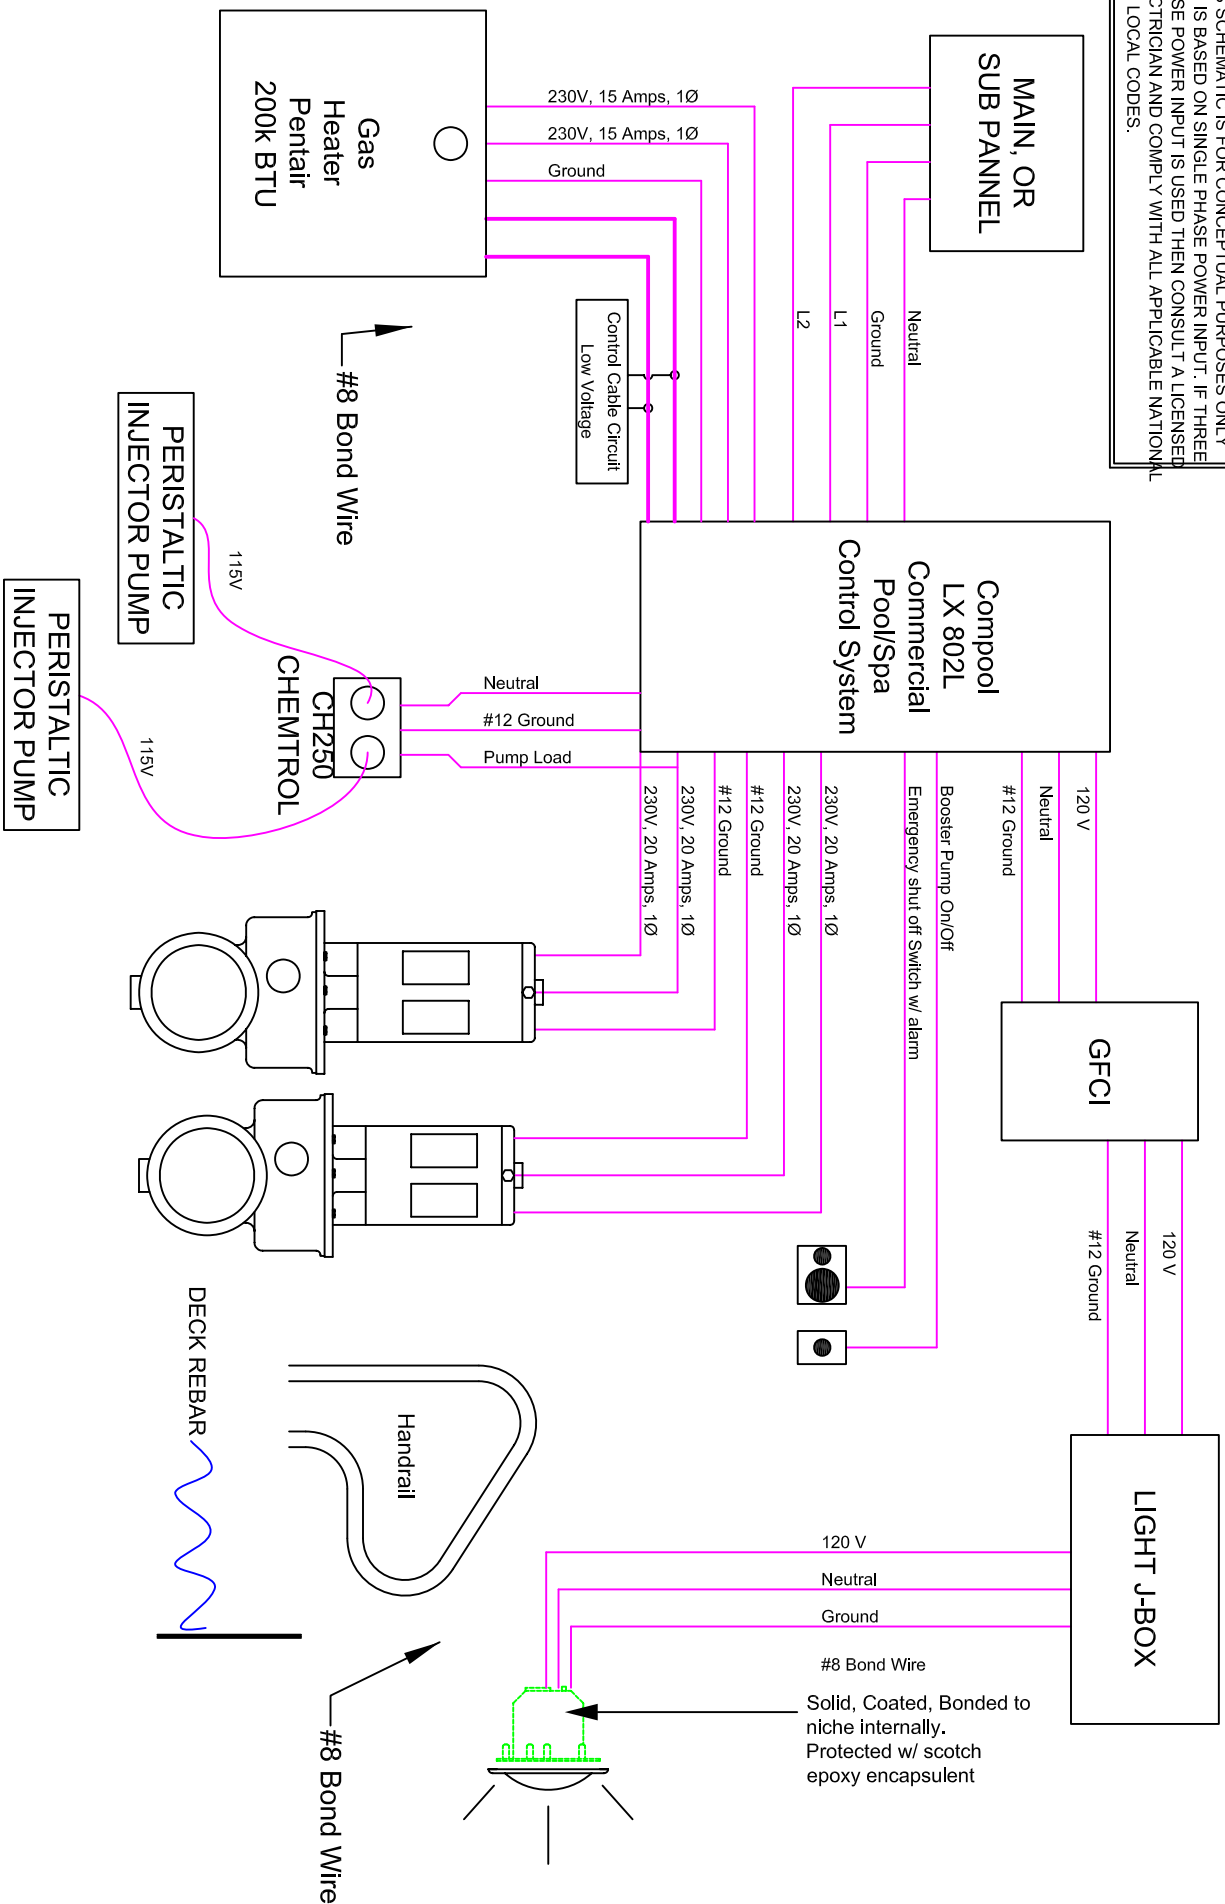 S SCHEMATIC IS FOR CONCEPTUAL PURPOSES ONLY
IS BASED ON SINGLE PHASE POWER INPUT. IF THREE
SE POWER INPUT IS USED THEN CONSULT A LICENSED
CTRICIAN AND COMPLY WITH ALL APPLICABLE NATIONAL
LOCAL CODES.
MAIN, OR
SUB PANNEL
Gas
Heater
Pentair
200k BTU
230V, 15 Amps, 1Ø
230V, 15 Amps, 1Ø
Ground
Neutral
Ground
L1
L2
Control Cable Circuit
Low Voltage
#8 Bond Wire
Compool
LX 802L
Commercial
Pool/Spa
Control System
PERISTALTIC
INJECTOR PUMP
115V
PERISTALTIC
INJECTOR PUMP
115V
CH250
CHEMTROL
Neutral
#12 Ground
Pump Load
120 V
Neutral
#12 Ground
Booster Pump On/Off
Emergency shut off Switch w/ alarm
230V, 20 Amps, 1Ø
230V, 20 Amps, 1Ø
#12 Ground
#12 Ground
230V, 20 Amps, 1Ø
230V, 20 Amps, 1Ø
GFCI
120 V
Neutral
#12 Ground
LIGHT J-BOX
120 V
Neutral
Ground
#8 Bond Wire
Solid, Coated, Bonded to
niche internally.
Protected w/ scotch
epoxy encapsulent
Handrail
DECK REBAR
#8 Bond Wire